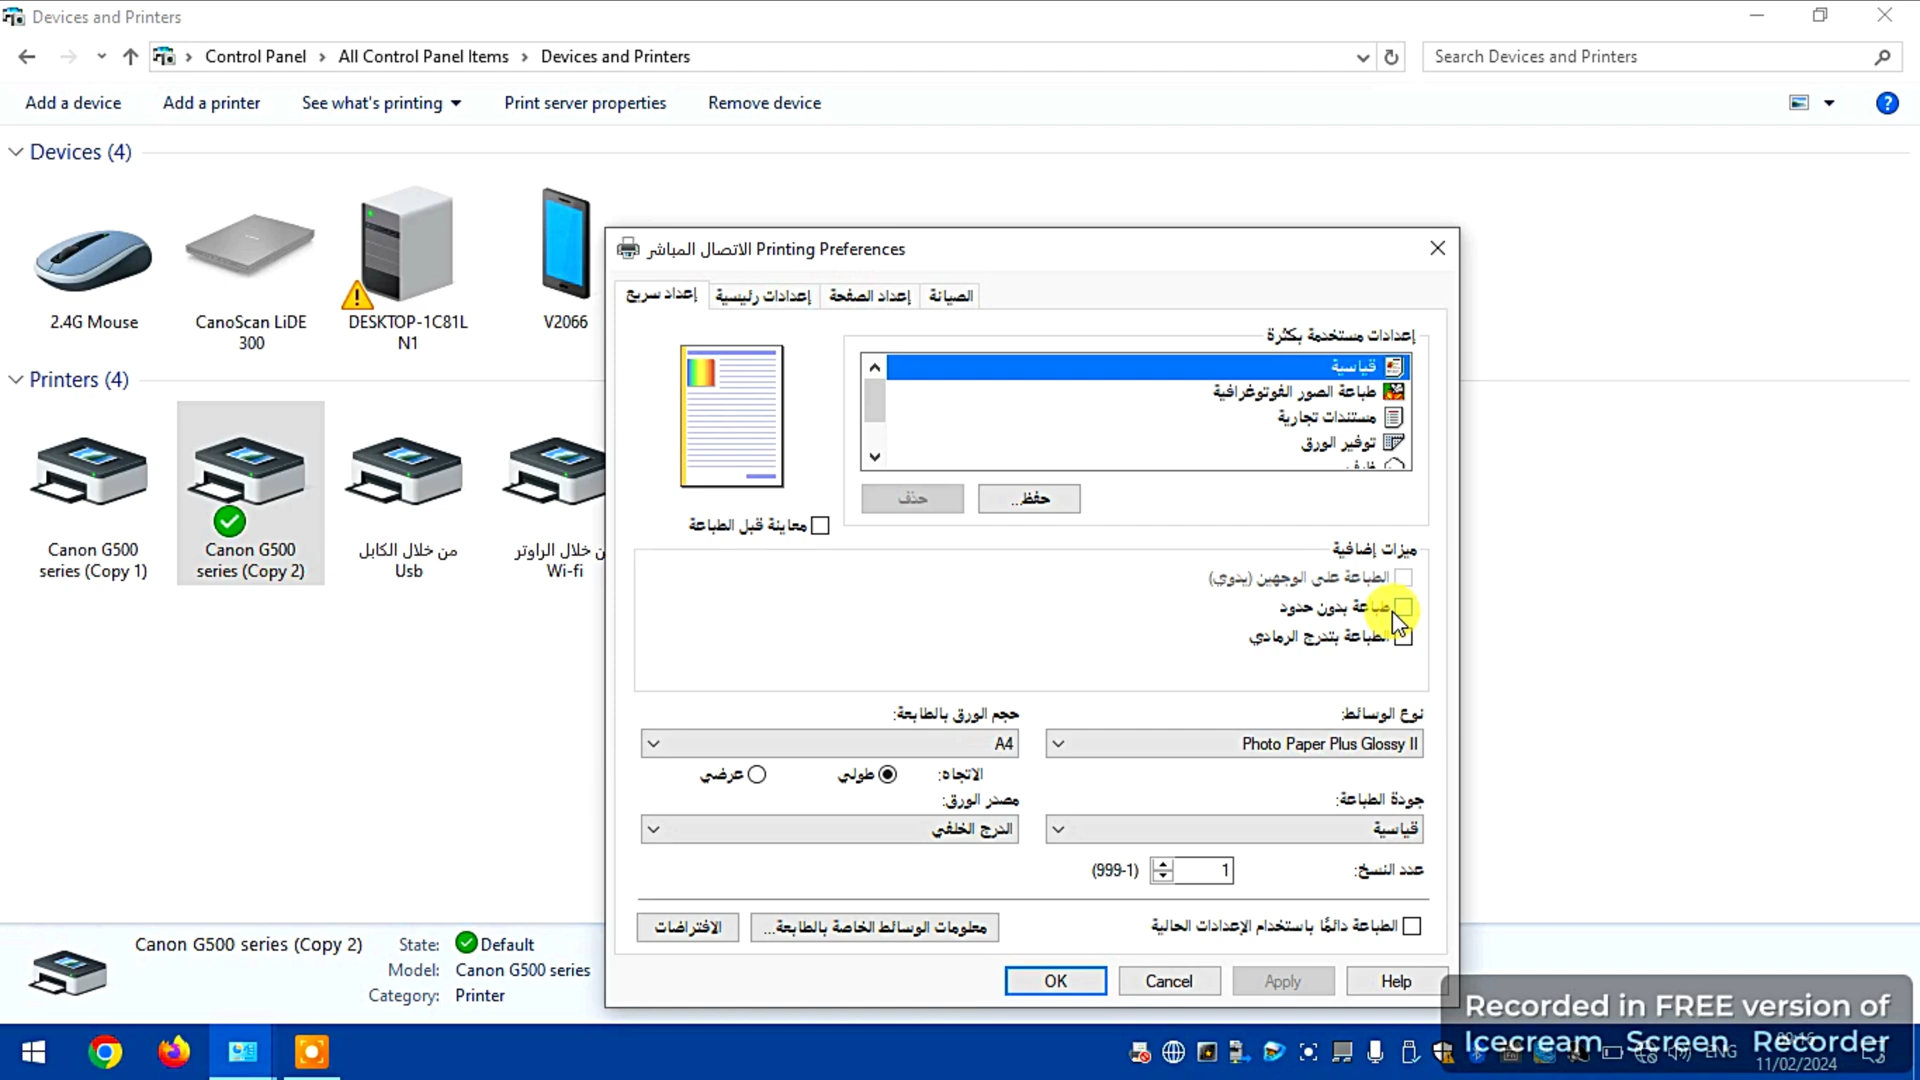 Devices and Printers
Control Panel
All Control Panel Items
Devices and Printers
Search Devices and Printers
Add a device
Add a printer
See what's printing
Print server properties
Remove device
Devices (4)
2.4G Mouse
CanoScan LiDE
300
DESKTOP-1C81L
N1
V2066
Printers (4)
Canon G500
series (Copy 1)
Canon G500
series (Copy 2)
من خلال الكابل
Usb
ن خلال الراوتر
Wi-fi
الاتصال المباشر Printing Preferences
إعداد سريع
إعدادات رئيسية
إعداد الصفحة
الصيانة
إعدادات مستخدمة بكثرة
قياسية
طباعة الصور الفوتوغرافية
مستندات تجارية
توفير الورق
حذف
حفظ...
معاينة قبل الطباعة
ميزات إضافية
الطباعة على الوجهين (يدوي)
طباعة بدون حدود
الطباعة بتدرج الرمادي
نوع الوسائط:
Photo Paper Plus Glossy II
حجم الورق بالطابعة:
A4
الاتجاه:
طولي
عرضي
جودة الطباعة:
قياسية
مصدر الورق:
الدرج الخلفي
عدد النسخ:
1
(1-999)
الطباعة دائمًا باستخدام الإعدادات الحالية
معلومات الوسائط الخاصة بالطابعة...
الافتراضات
OK
Cancel
Apply
Help
Canon G500 series (Copy 2)
State:
Default
Model:
Canon G500 series
Category:
Printer
Recorded in FREE version of
Icecream Screen Recorder
ENG
11/02/2024